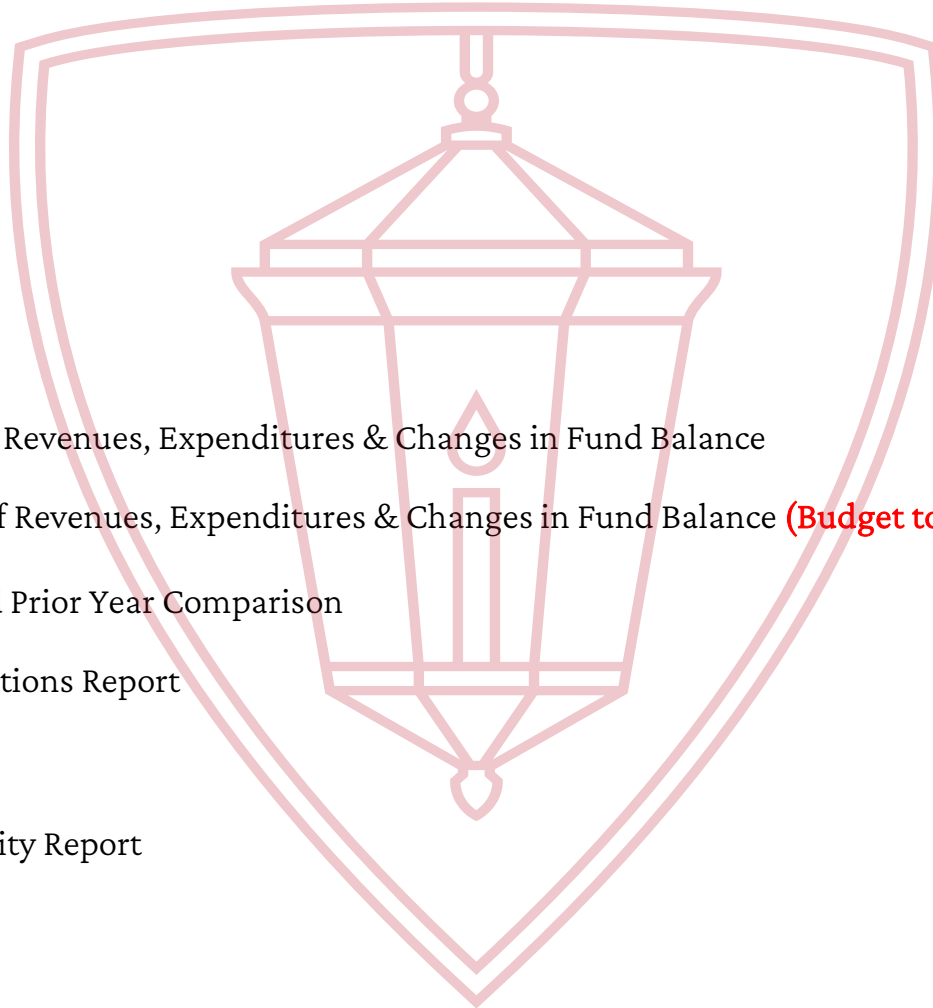 Revenues, Expenditures & Changes in Fund Balance
f Revenues, Expenditures & Changes in Fund Balance (Budget to
Prior Year Comparison
tions Report
ity Report